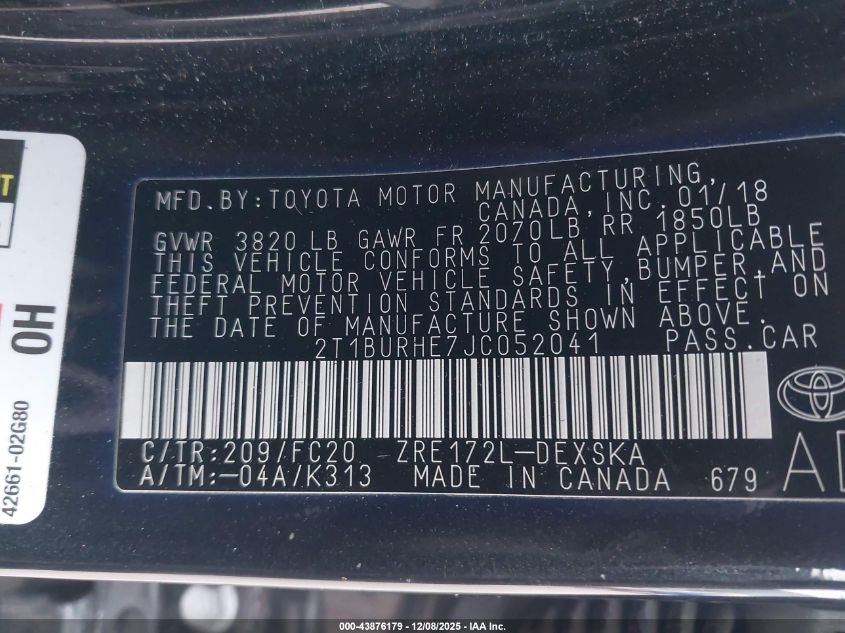 T
OH
42661-02G80
MFD.BY:TOYOTA MOTOR MANUFACTURING,
CANADA, INC. 01/18
GVWR 3820 LB GAWR FR 2070LB RR 1850LB
THIS VEHICLE CONFORMS TO ALL APPLICABLE
FEDERAL MOTOR VEHICLE SAFETY,BUMPER,AND
THEFT PREVENTION STANDARDS IN EFFECT ON
THE DATE OF MANUFACTURE SHOWN ABOVE.
2T1BURHE7JC052041 PASS.CAR
C/TR:209/FC20 ZRE172L-DEXSKA
A/TM:-04A/K313 MADE IN CANADA 679
000-43876179 - 12/08/2025 - IAA Inc.